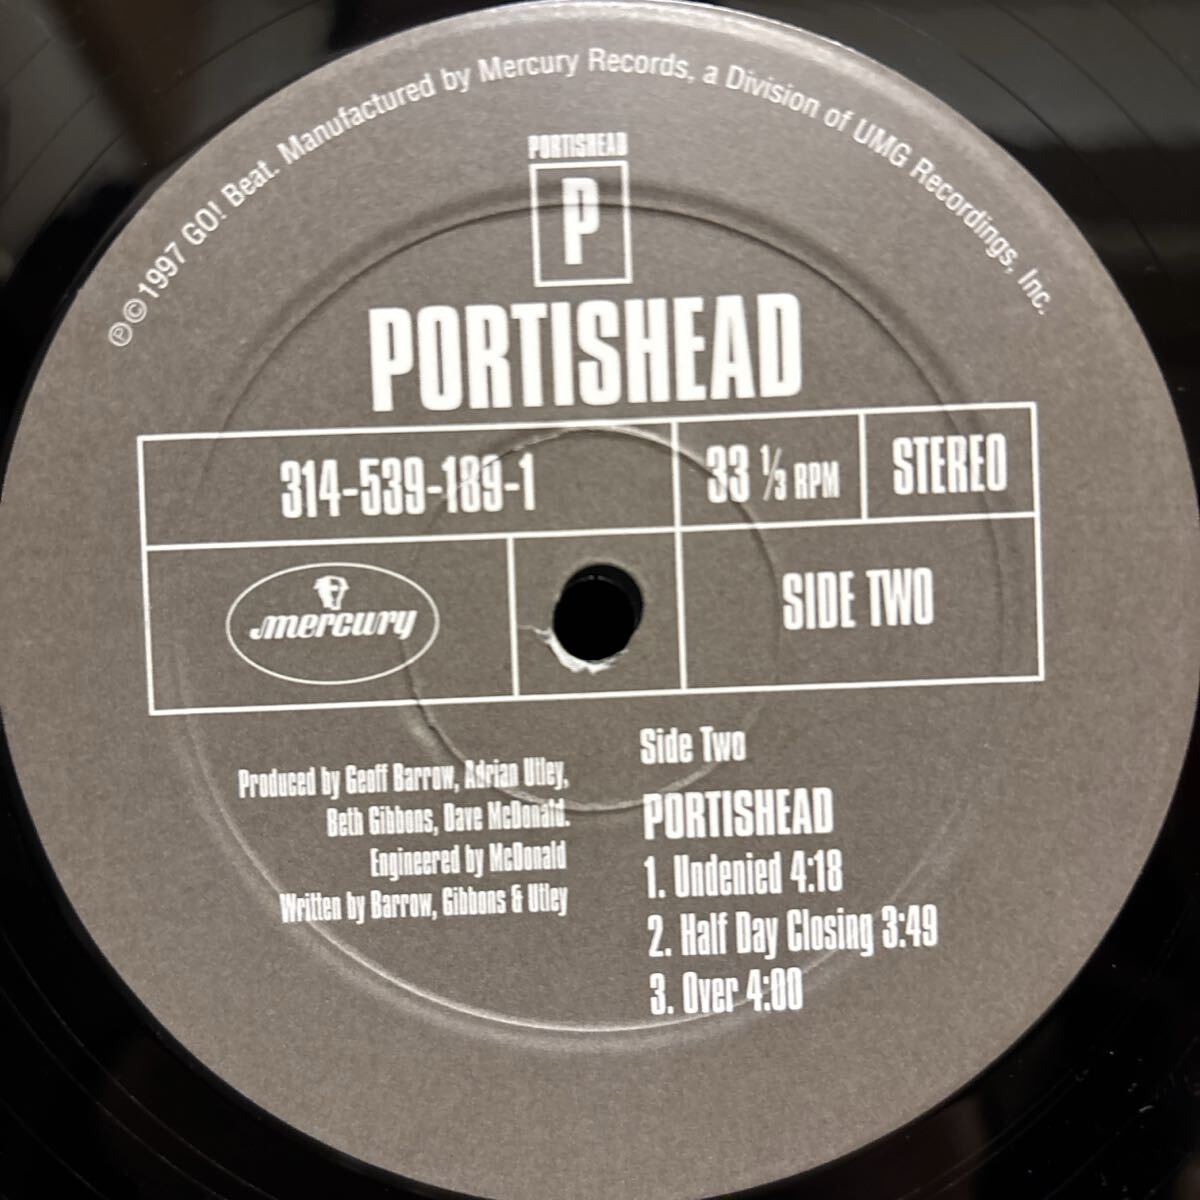 ℗© 1997 GO! Beat. Manufactured by Mercury Records, a Division of UMG Recordings, Inc.
PORTISHEAD
P
PORTISHEAD
314-539-189-1
33 1/3 RPM
STEREO
mercury
SIDE TWO
Produced by Geoff Barrow, Adrian Utley,
Beth Gibbons, Dave McDonald.
Engineered by McDonald
Written by Barrow, Gibbons & Utley
Side Two
PORTISHEAD
1. Undenied 4:18
2. Half Day Closing 3:49
3. Over 4:00